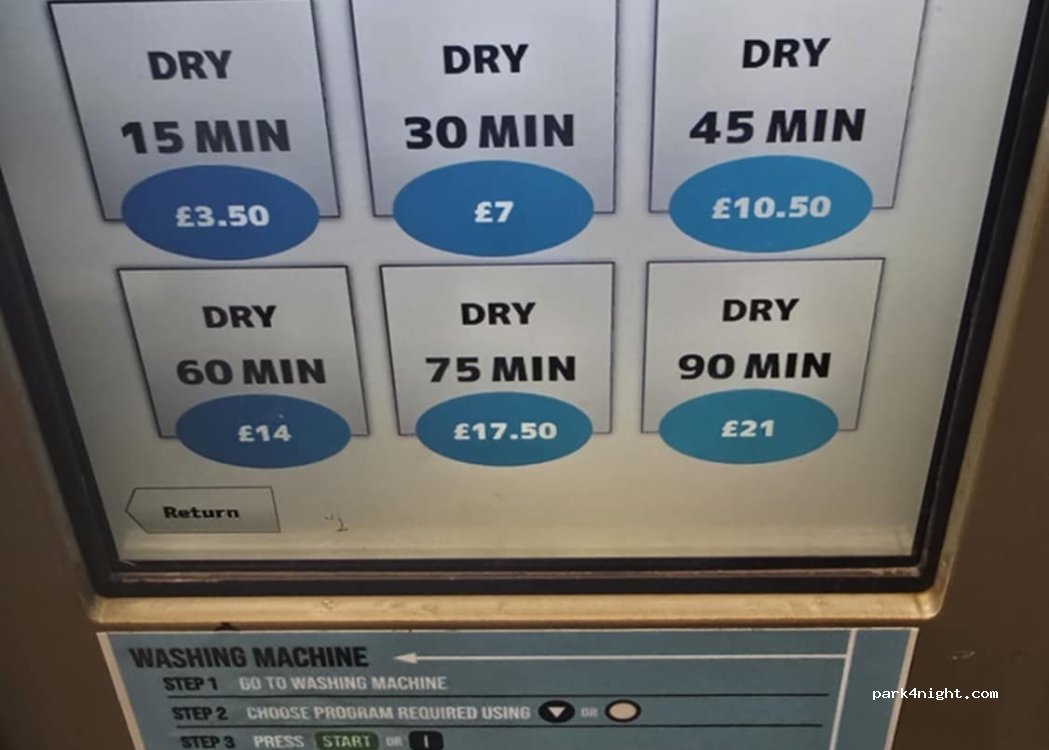 DRY
15 MIN
£3.50
DRY
30 MIN
£7
DRY
45 MIN
£10.50
DRY
60 MIN
£14
DRY
75 MIN
£17.50
DRY
90 MIN
£21
Return
WASHING MACHINE
STEP 1 GO TO WASHING MACHINE
STEP 2 CHOOSE PROGRAM REQUIRED USING OR
STEP 3 PRESS START OR I
park4night.com